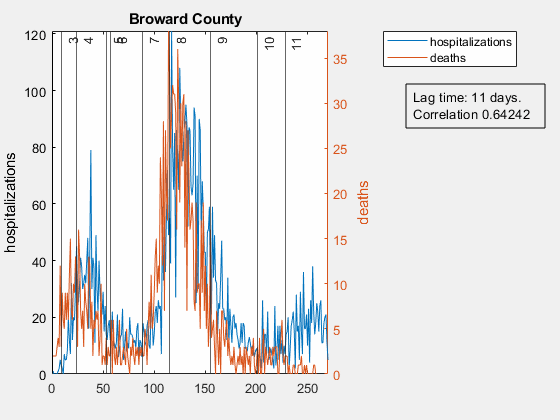 Broward County
3 4 5 6 7 8 9 10 11
120
100
80
60
40
20
0
hospitalizations
35
30
25
20
15
10
5
0
deaths
0 50 100 150 200 250
hospitalizations
deaths
Lag time: 11 days.
Correlation 0.64242